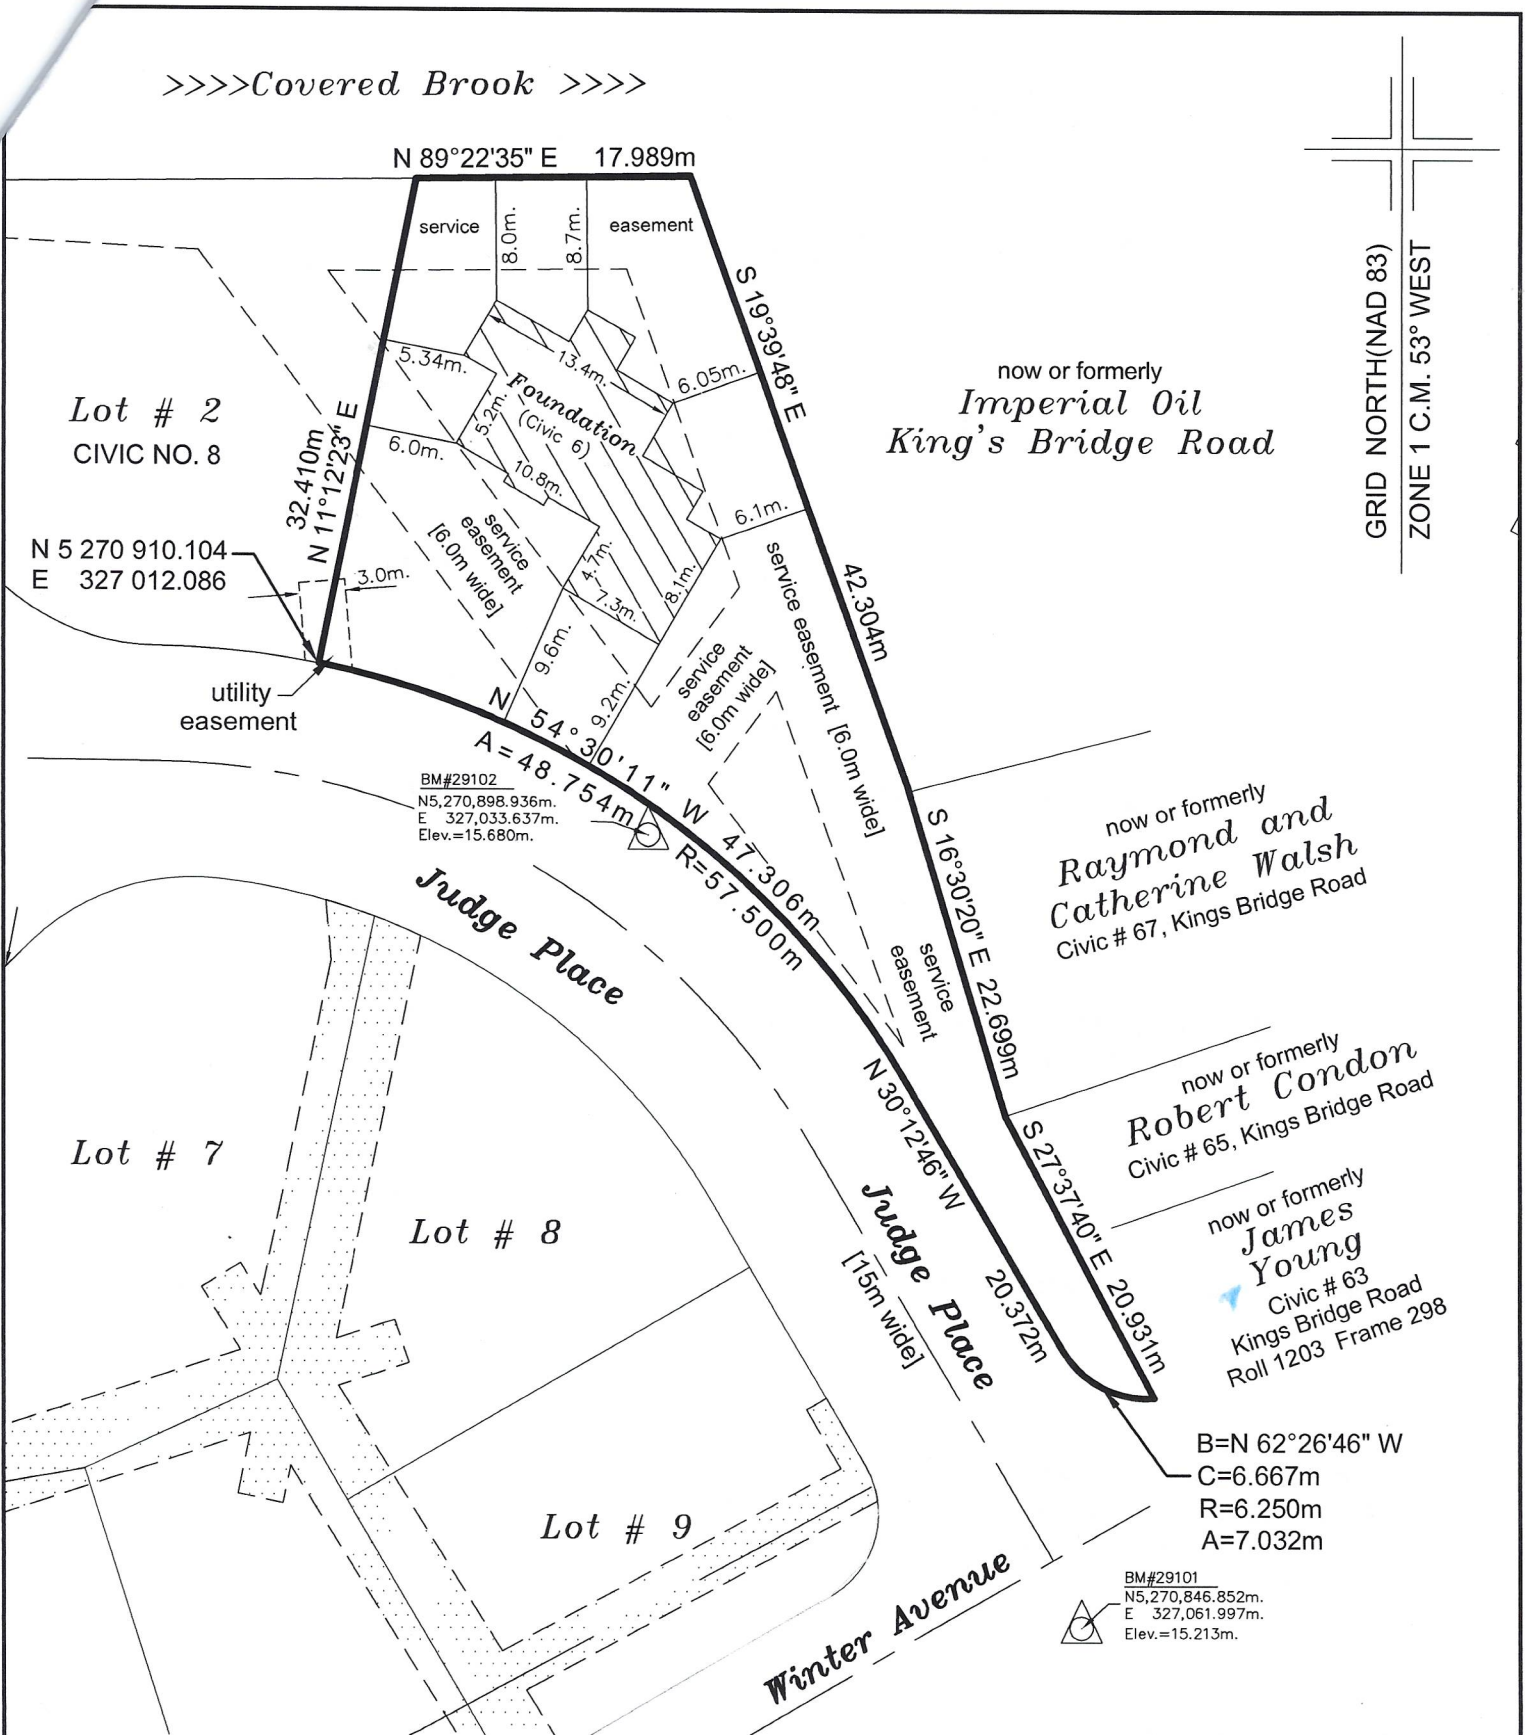 >>>>Covered Brook >>>>
N 89°22'35" E 17.989m
service
8.0m.
8.7m.
easement
S 19°39'48" E
42.304m
GRID NORTH(NAD 83)
ZONE 1 C.M. 53° WEST
5.34m.
13.4m.
6.05m.
Foundation
(Civic 6)
5.2m.
6.0m.
10.8m.
6.1m.
now or formerly
Imperial Oil
King's Bridge Road
Lot # 2
CIVIC NO. 8
32.410m
N 11°12'23" E
N 5 270 910.104
E 327 012.086
3.0m.
service
easement
[6.0m wide]
4.7m.
7.3m.
8.1m.
9.6m.
9.2m.
service
easement
[6.0m wide]
service easement [6.0m wide]
utility
easement
N 54°30'11" W 47.306m
A=48.754m
R=57.500m
BM#29102
N5,270,898.936m.
E 327,033.637m.
Elev.=15.680m.
now or formerly
Raymond and
Catherine Walsh
Civic # 67, Kings Bridge Road
S 16°30'20" E 22.699m
Judge Place
service
easement
now or formerly
Robert Condon
Civic # 65, Kings Bridge Road
N 30°12'46" W
20.372m
S 27°37'40" E 20.931m
Lot # 7
Lot # 8
Judge Place
[15m wide]
now or formerly
James
Young
Civic # 63
Kings Bridge Road
Roll 1203 Frame 298
B=N 62°26'46" W
C=6.667m
R=6.250m
A=7.032m
Lot # 9
Winter Avenue
BM#29101
N5,270,846.852m.
E 327,061.997m.
Elev.=15.213m.